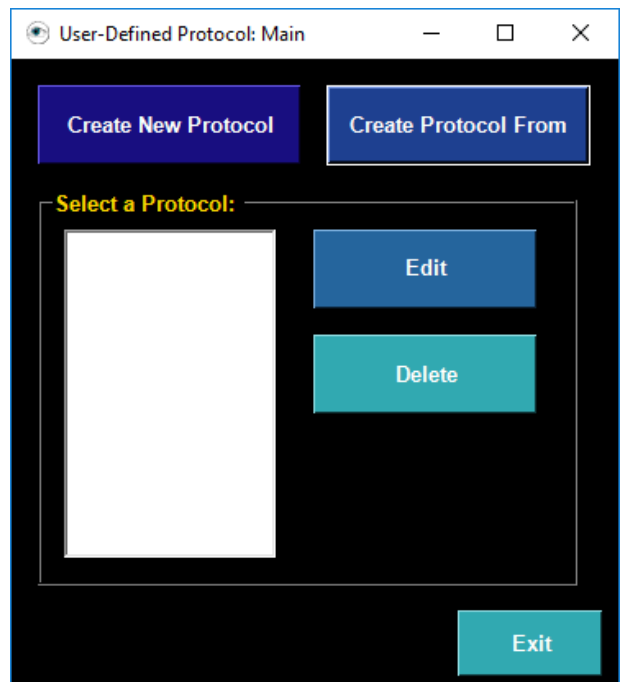 User-Defined Protocol: Main
Create New Protocol
Create Protocol From
Select a Protocol:
Edit
Delete
Exit